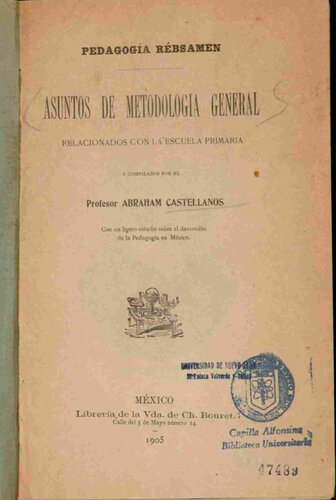 PEDAGOGÍA RÉBSAMEN
ASUNTOS DE METODOLOGIA GENERAL
RELACIONADOS CON LA ESCUELA PRIMARIA
Y COMPILADOS POR EL
Profesor ABRAHAM CASTELLANOS
Con un ligero estudio sobre el desarrollo
de la Pedagogía en México.
UNIVERSIDAD DE NUEVO LEON
MÉXICO
Librería de la Vda. de Ch. Bouret.
Calle del 5 de Mayo número 14.
1905
Capilla Alfonsina
Biblioteca Universitaria
47489